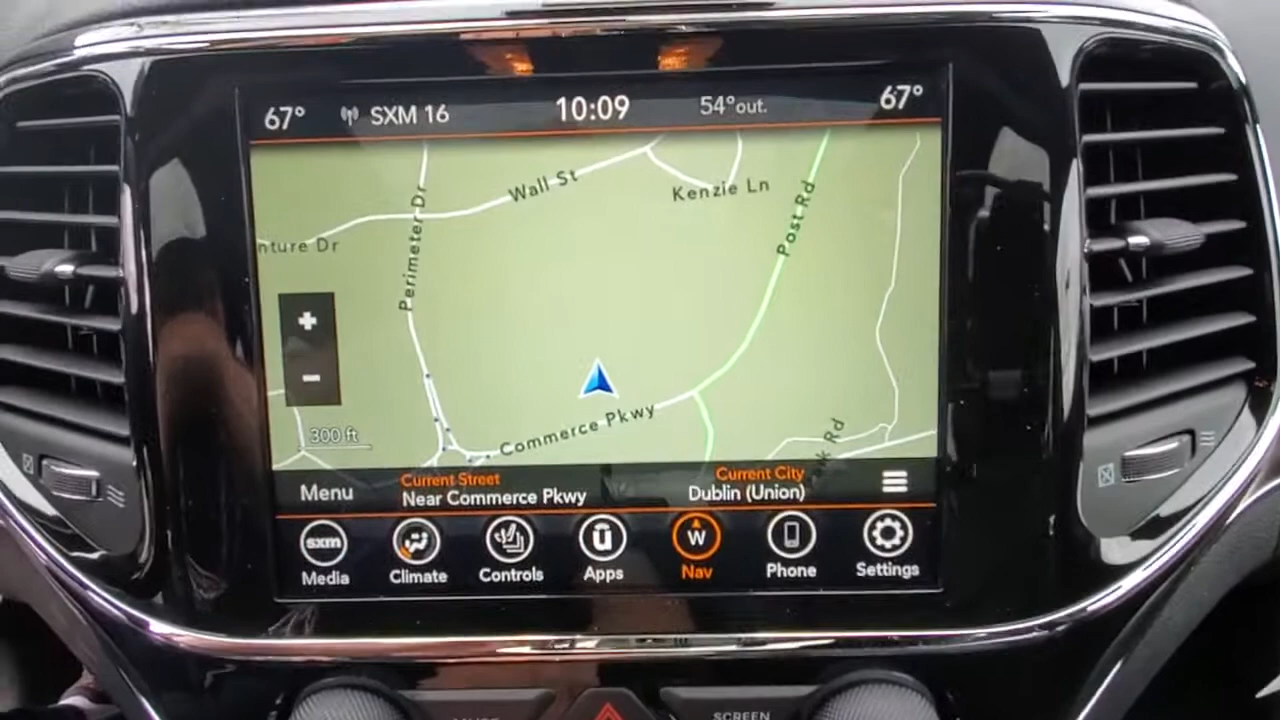 67° SXM 16 10:09 54°out. 67°
Wall St
Kenzie Ln
Perimeter Dr
Post Rd
nture Dr
+
–
300 ft
Commerce Pkwy
Rd
Menu
Current Street
Near Commerce Pkwy
Current City
Dublin (Union)
sxm
Media
Climate
Controls
ū
Apps
W
Nav
Phone
Settings
SCREEN